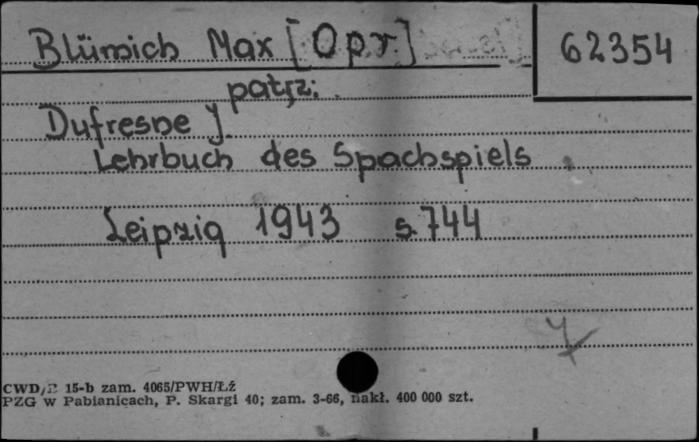 Blümich Max [Opr.]
62354
patrz:
Dufresne J.
Lehrbuch des Spachspiels
Leipzig 1943 s. 744
CWD/ 15-b zam. 4065/PWH/Łź
PZG w Pabianicach, P. Skargi 40; zam. 3-66, nakł. 400 000 szt.